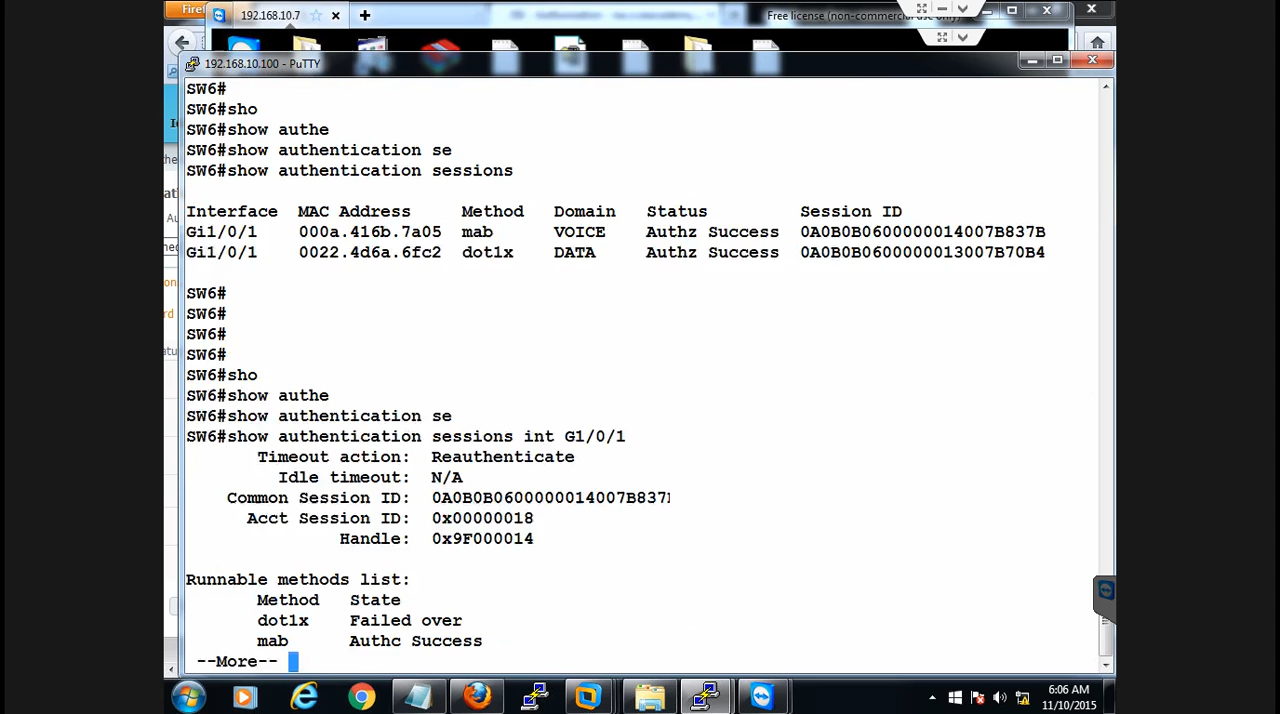 Firef
192.168.10.7
Free license (non-commercial use only)
192.168.10.100 - PuTTY
SW6#
SW6#sho
SW6#show authe
SW6#show authentication se
SW6#show authentication sessions
Interface MAC Address Method Domain Status Session ID
Gi1/0/1 000a.416b.7a05 mab VOICE Authz Success 0A0B0B0600000014007B837B
Gi1/0/1 0022.4d6a.6fc2 dot1x DATA Authz Success 0A0B0B0600000013007B70B4
SW6#
SW6#
SW6#
SW6#
SW6#sho
SW6#show authe
SW6#show authentication se
SW6#show authentication sessions int G1/0/1
Timeout action: Reauthenticate
Idle timeout: N/A
Common Session ID: 0A0B0B0600000014007B837
Acct Session ID: 0x00000018
Handle: 0x9F000014
Runnable methods list:
Method State
dot1x Failed over
mab Authc Success
--More--
6:06 AM
11/10/2015